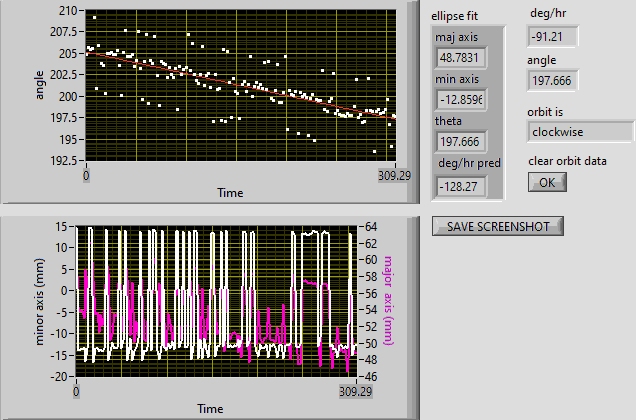 210
207.5
205
202.5
200
197.5
195
192.5
angle
0
309.29
Time
ellipse fit
maj axis
48.7831
min axis
-12.859
theta
197.666
deg/hr pred
-128.27
deg/hr
-91.21
angle
197.666
orbit is
clockwise
clear orbit data
OK
SAVE SCREENSHOT
15
10
5
0
-5
-10
-15
-20
minor axis (mm)
64
62
60
58
56
54
52
50
48
46
major axis (mm)
0
309.29
Time